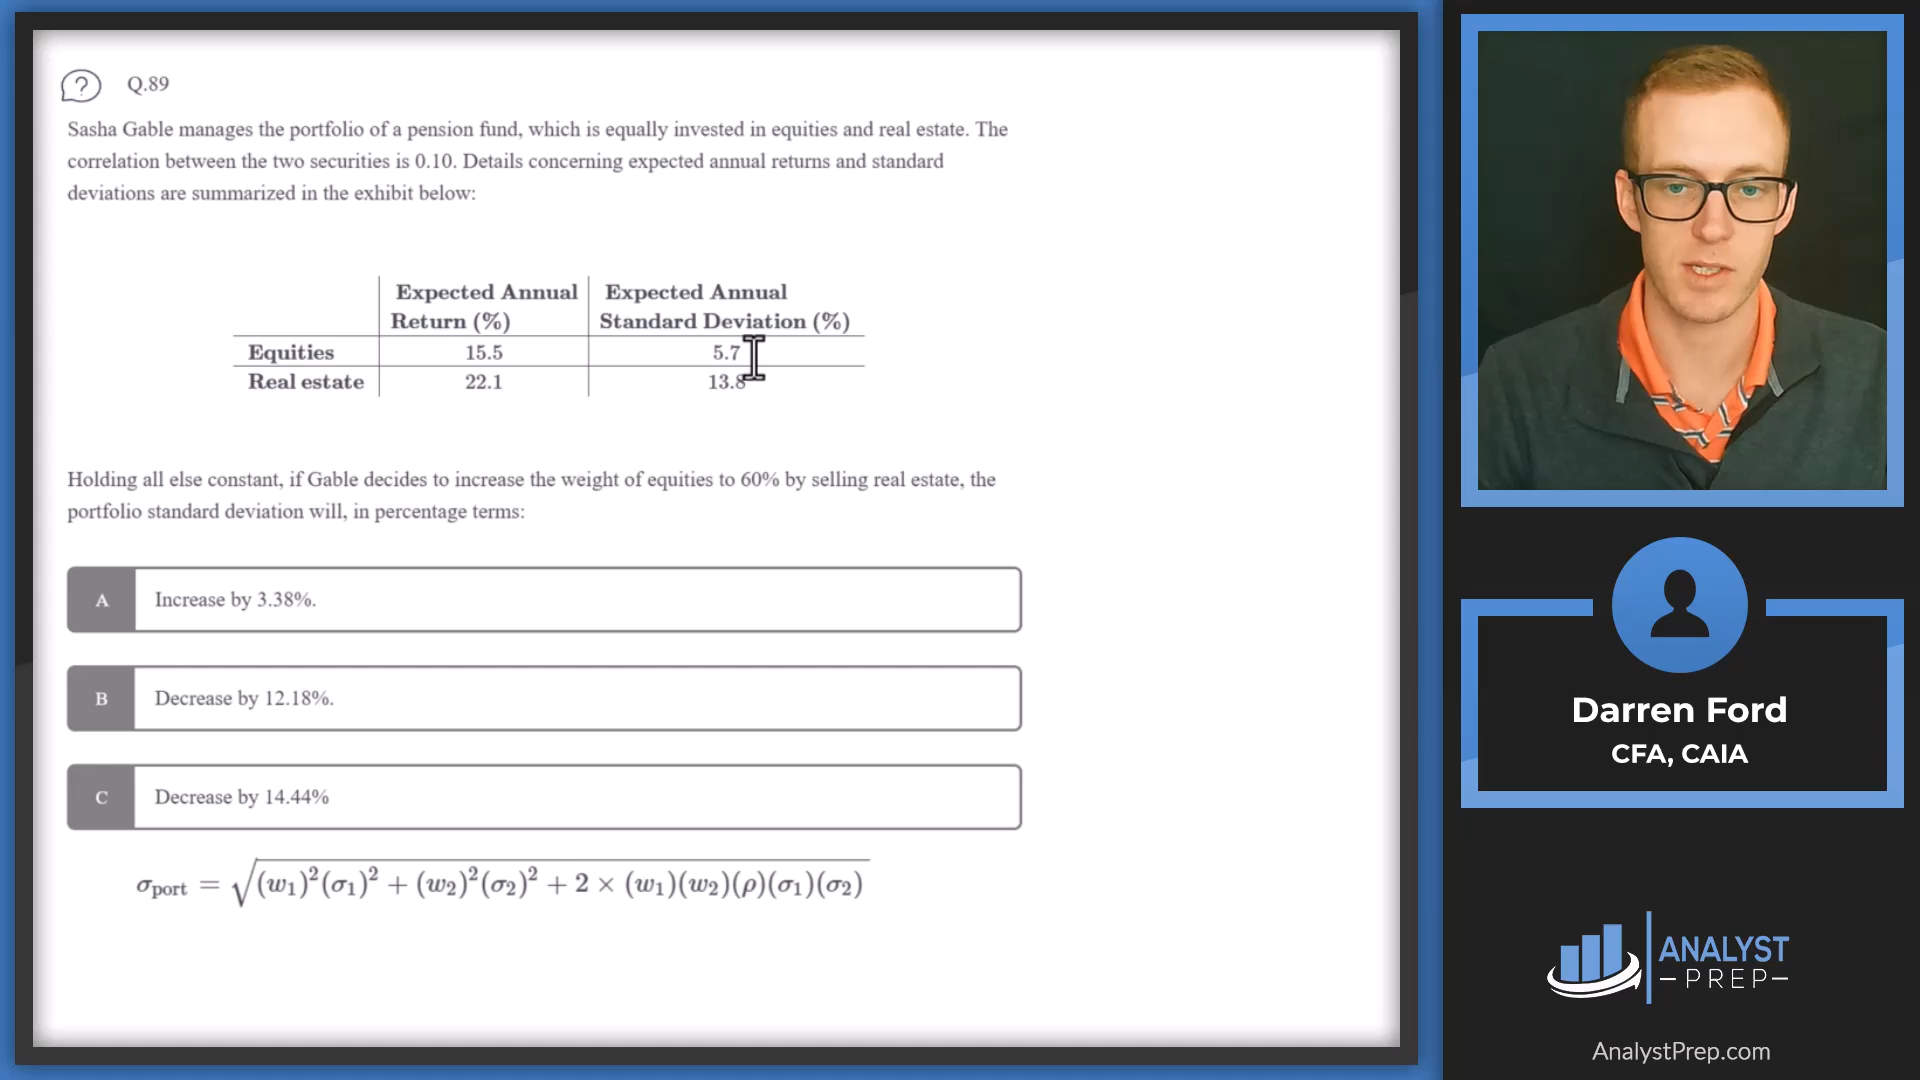 Q.89
Sasha Gable manages the portfolio of a pension fund, which is equally invested in equities and real estate. The
correlation between the two securities is 0.10. Details concerning expected annual returns and standard
deviations are summarized in the exhibit below:
Expected Annual Return (%) Expected Annual Standard Deviation (%)
Equities 15.5 5.7
Real estate 22.1 13.8
Holding all else constant, if Gable decides to increase the weight of equities to 60% by selling real estate, the
portfolio standard deviation will, in percentage terms:
A Increase by 3.38%.
B Decrease by 12.18%.
C Decrease by 14.44%
σport = √(w₁)²(σ₁)² + (w₂)²(σ₂)² + 2 × (w₁)(w₂)(ρ)(σ₁)(σ₂)
Darren Ford
CFA, CAIA
ANALYST
PREP
AnalystPrep.com